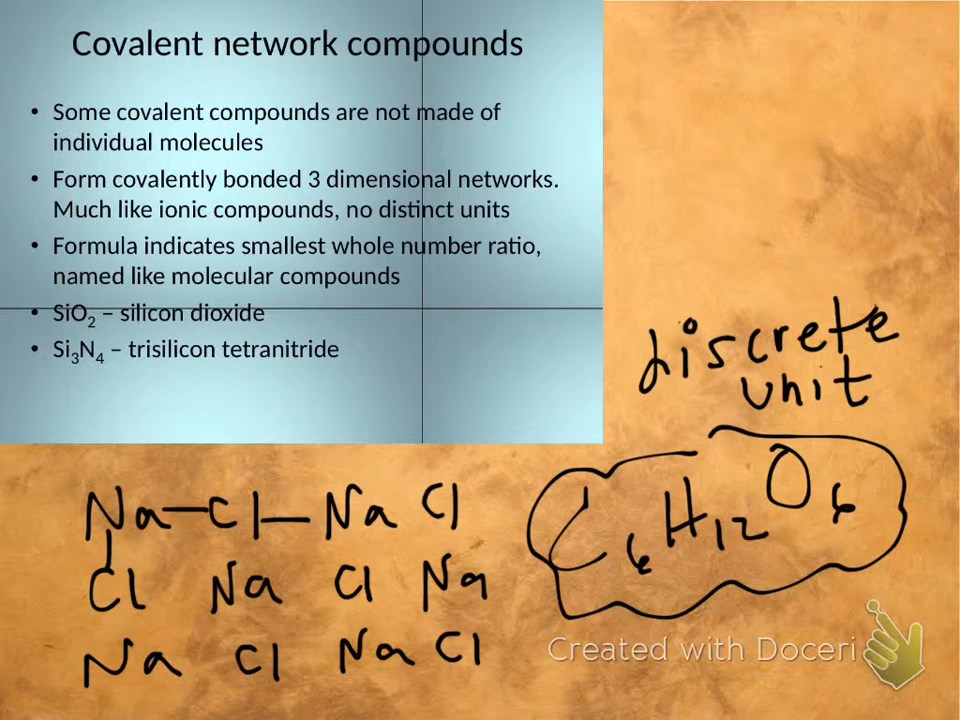 Covalent network compounds
• Some covalent compounds are not made of
individual molecules
• Form covalently bonded 3 dimensional networks.
Much like ionic compounds, no distinct units
• Formula indicates smallest whole number ratio,
named like molecular compounds
• SiO₂ – silicon dioxide
• Si₃N₄ – trisilicon tetranitride
discrete
unit
Na—Cl—Na Cl
Cl Na Cl Na
Na Cl Na Cl
C₆H₁₂O₆
Created with Doceri